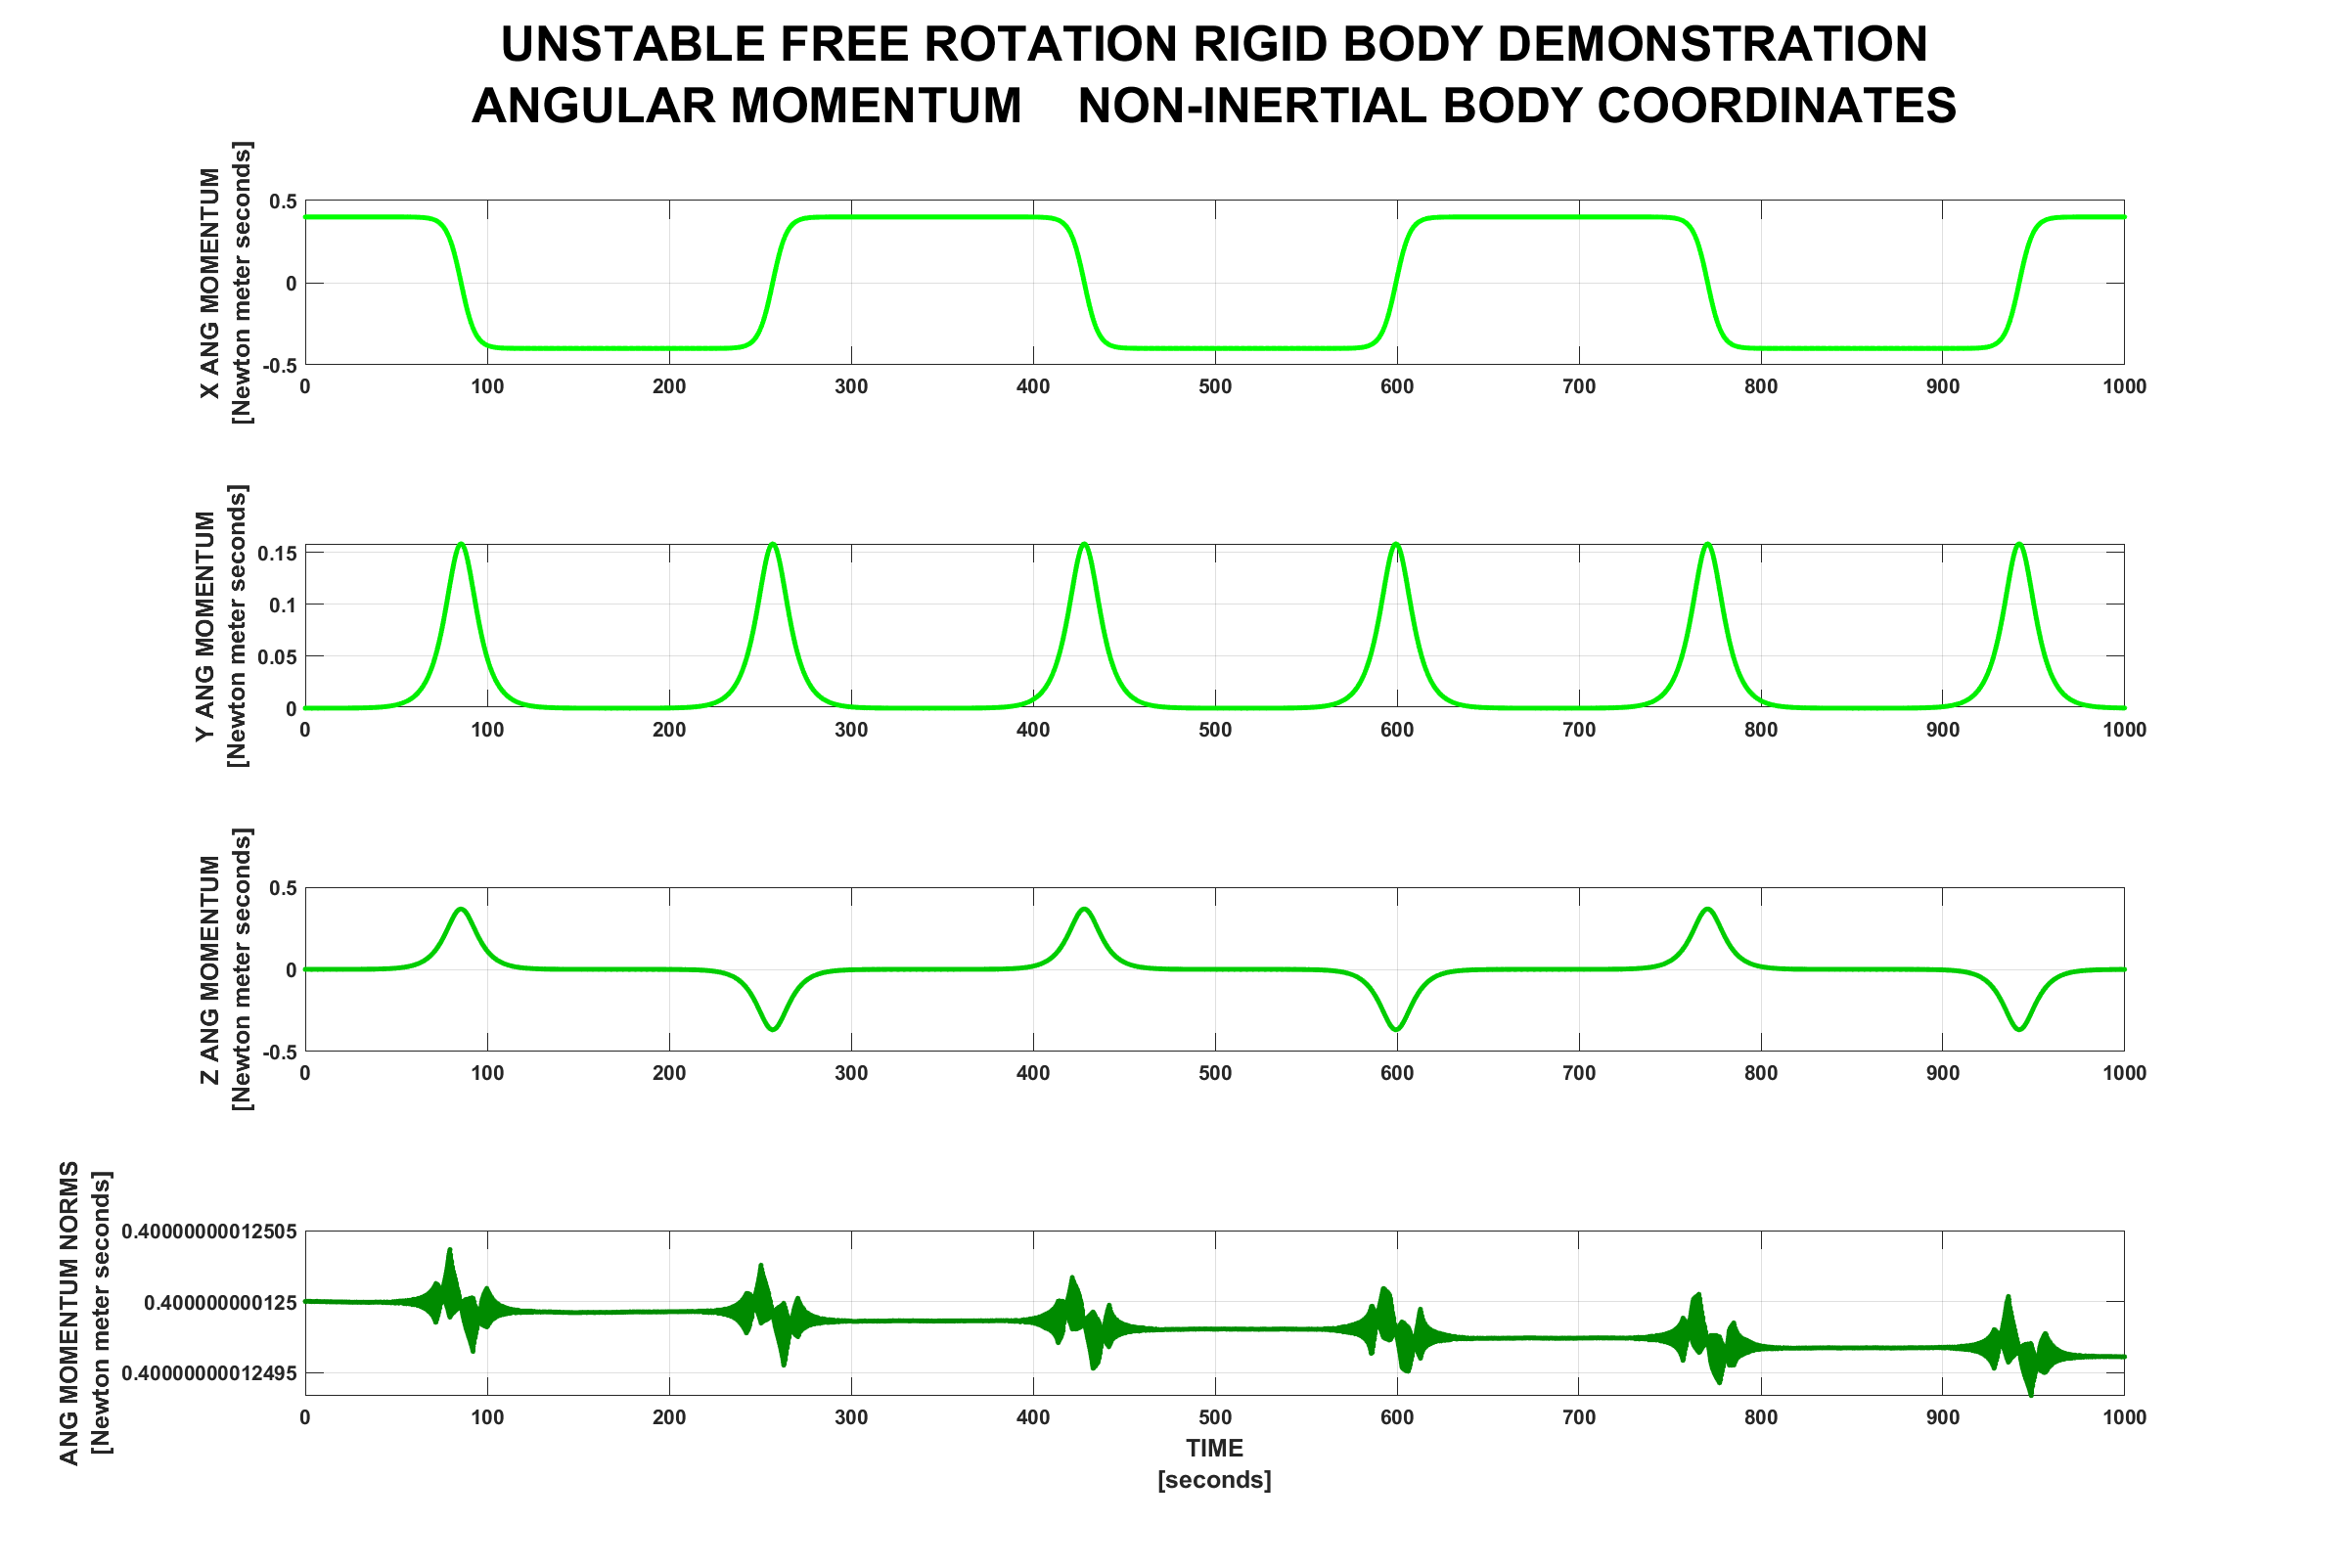 UNSTABLE FREE ROTATION RIGID BODY DEMONSTRATION
ANGULAR MOMENTUM    NON-INERTIAL BODY COORDINATES
X ANG MOMENTUM
[Newton meter seconds]
0.5
0
-0.5
0 100 200 300 400 500 600 700 800 900 1000
Y ANG MOMENTUM
[Newton meter seconds]
0.15
0.1
0.05
0
0 100 200 300 400 500 600 700 800 900 1000
Z ANG MOMENTUM
[Newton meter seconds]
0.5
0
-0.5
0 100 200 300 400 500 600 700 800 900 1000
ANG MOMENTUM NORMS
[Newton meter seconds]
0.40000000012505
0.400000000125
0.40000000012495
0 100 200 300 400 500 600 700 800 900 1000
TIME
[seconds]